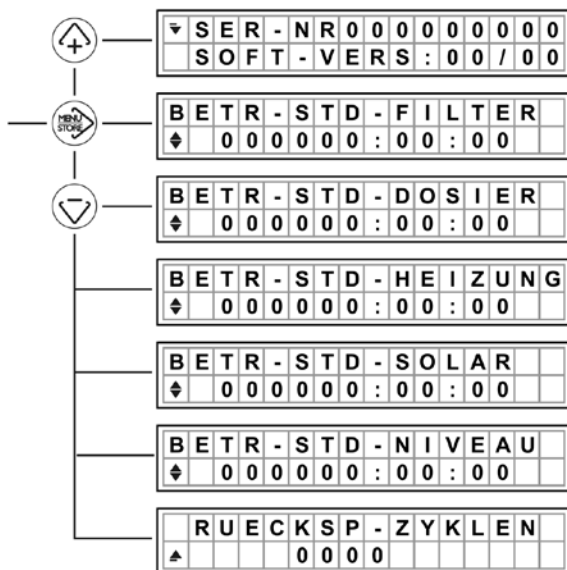 +
SER-NR000000000
SOFT-VERS:00/00
MENU
STORE
BETR-STD-FILTER
000000:00:00
-
BETR-STD-DOSIER
000000:00:00
BETR-STD-HEIZUNG
000000:00:00
BETR-STD-SOLAR
000000:00:00
BETR-STD-NIVEAU
000000:00:00
RUECKSP-ZYKLEN
0000